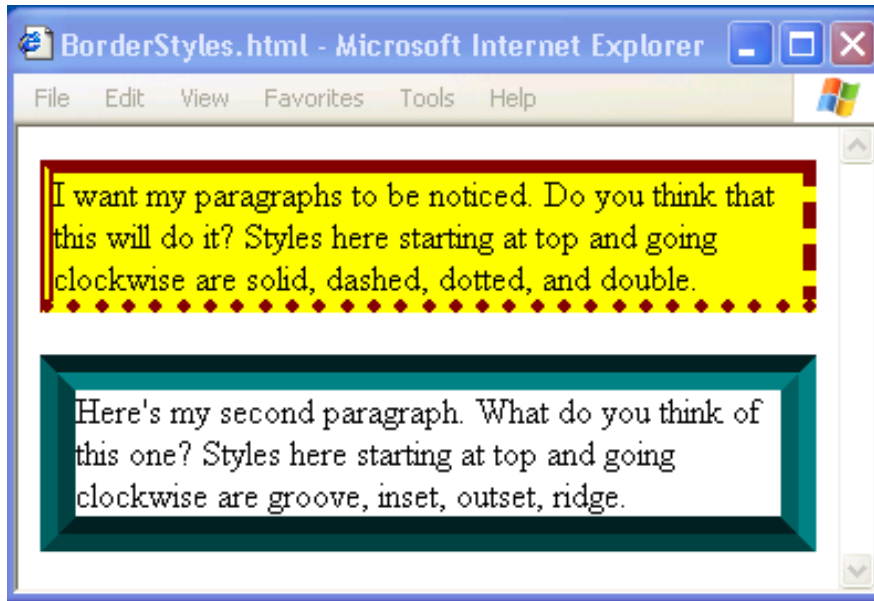 BorderStyles.html - Microsoft Internet Explorer
File Edit View Favorites Tools Help
I want my paragraphs to be noticed. Do you think that
this will do it? Styles here starting at top and going
clockwise are solid, dashed, dotted, and double.
Here's my second paragraph. What do you think of
this one? Styles here starting at top and going
clockwise are groove, inset, outset, ridge.